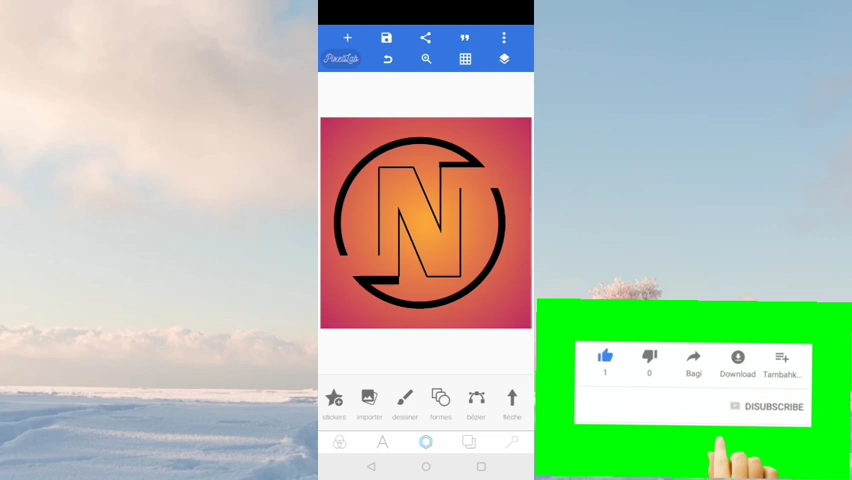 PixelLab
N
1
0
Bagi
Download
Tambahk...
DISUBSCRIBE
stickers
importer
dessiner
formes
bézier
flèche
A